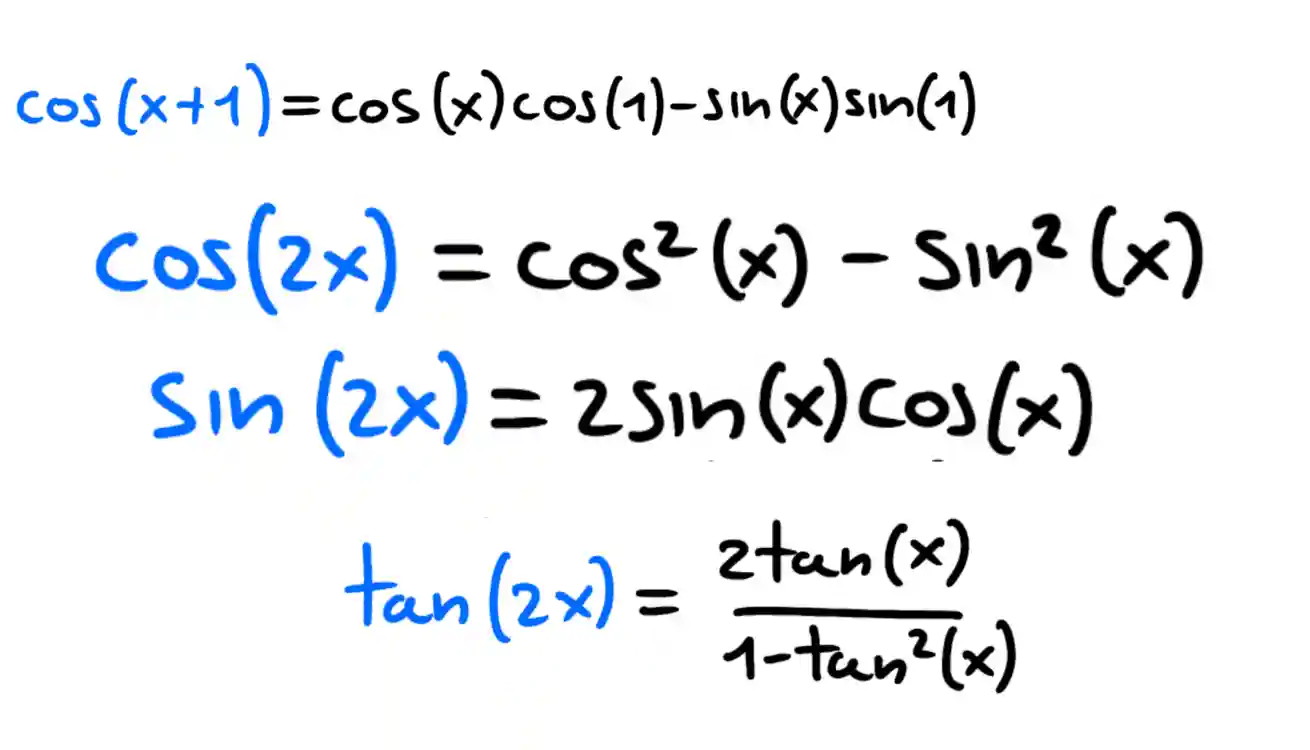 cos(x+1)=cos(x)cos(1)-sin(x)sin(1)
cos(2x) = cos²(x) - sin²(x)
sin(2x) = 2sin(x)cos(x)
tan(2x) = 2tan(x) / 1-tan²(x)